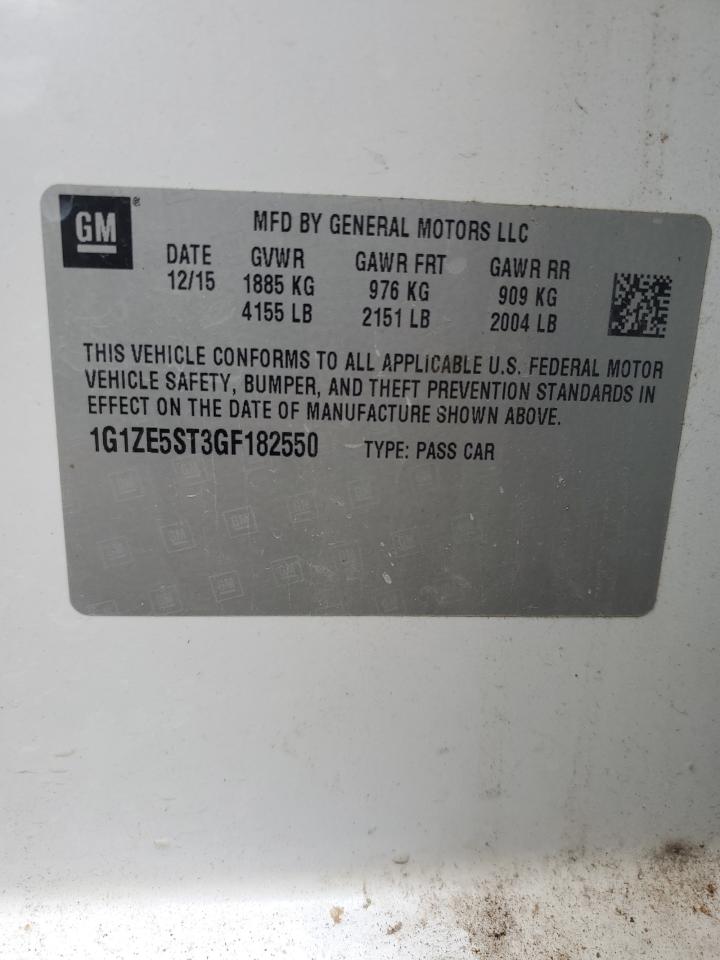 GM ®
MFD BY GENERAL MOTORS LLC
DATE GVWR GAWR FRT GAWR RR
12/15 1885 KG 976 KG 909 KG
4155 LB 2151 LB 2004 LB
THIS VEHICLE CONFORMS TO ALL APPLICABLE U.S. FEDERAL MOTOR
VEHICLE SAFETY, BUMPER, AND THEFT PREVENTION STANDARDS IN
EFFECT ON THE DATE OF MANUFACTURE SHOWN ABOVE.
1G1ZE5ST3GF182550 TYPE: PASS CAR